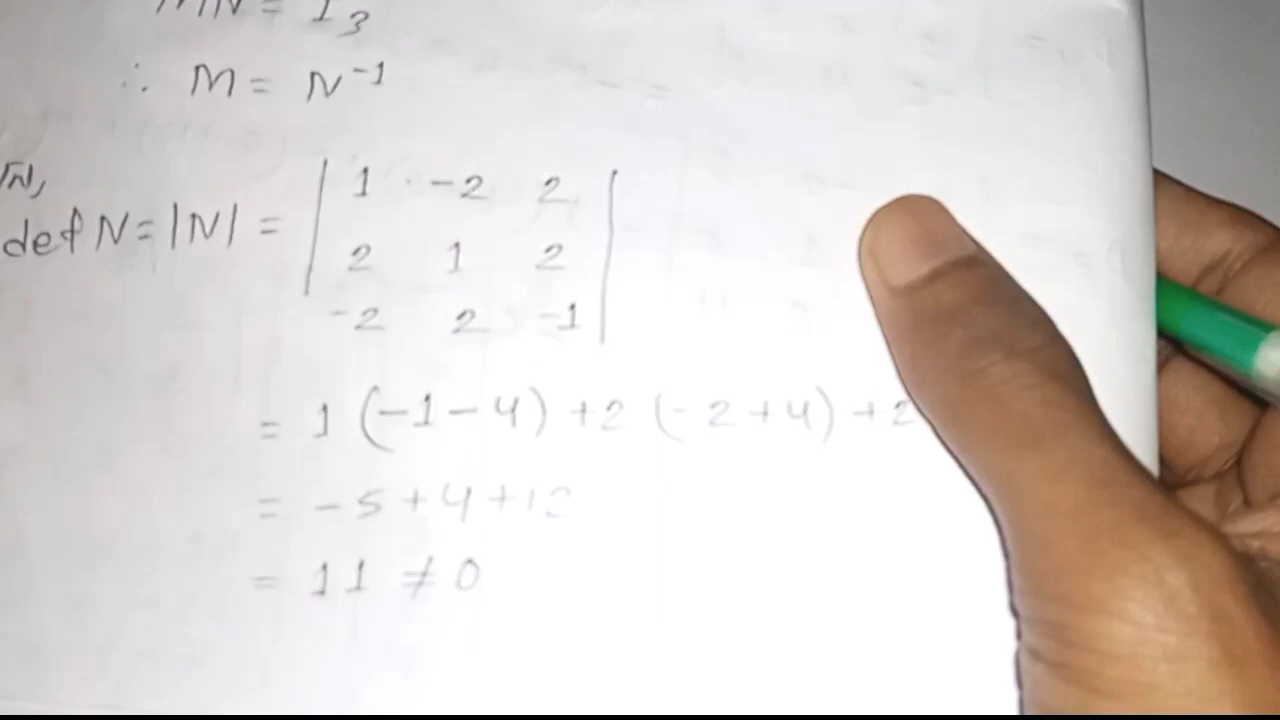 MN = I₃
∴ M = N⁻¹
det N = |N| = | 1 -2 2 |
2 1 2
-2 2 -1
= 1 (-1-4) +2 (-2+4) +2
= -5+4+12
= 11 ≠ 0